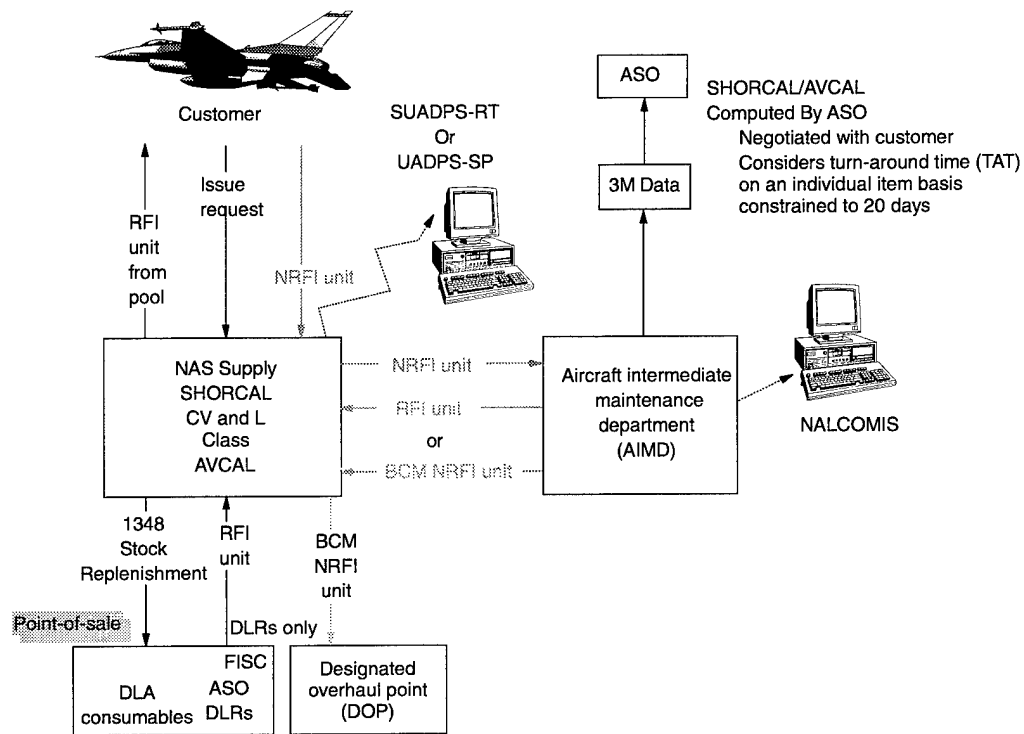 Customer
SUADPS-RT
Or
UADPS-SP
ASO
SHORCAL/AVCAL
Computed By ASO
Negotiated with customer
Considers turn-around time (TAT)
on an individual item basis
constrained to 20 days
3M Data
RFI
unit
from
pool
Issue
request
NRFI unit
NAS Supply
SHORCAL
CV and L
Class
AVCAL
NRFI unit
RFI unit
or
BCM NRFI unit
Aircraft intermediate
maintenance
department
(AIMD)
NALCOMIS
1348
Stock
Replenishment
RFI
unit
BCM
NRFI
unit
Point-of-sale
DLRs only
DLA
consumables
FISC
ASO
DLRs
Designated
overhaul point
(DOP)